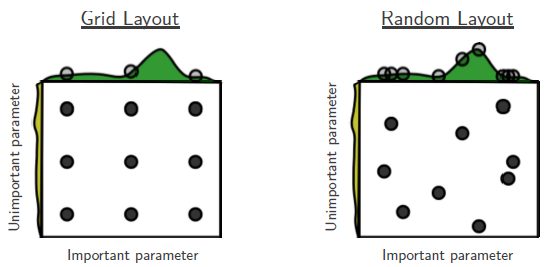 Grid Layout
Unimportant parameter
Important parameter
Random Layout
Unimportant parameter
Important parameter